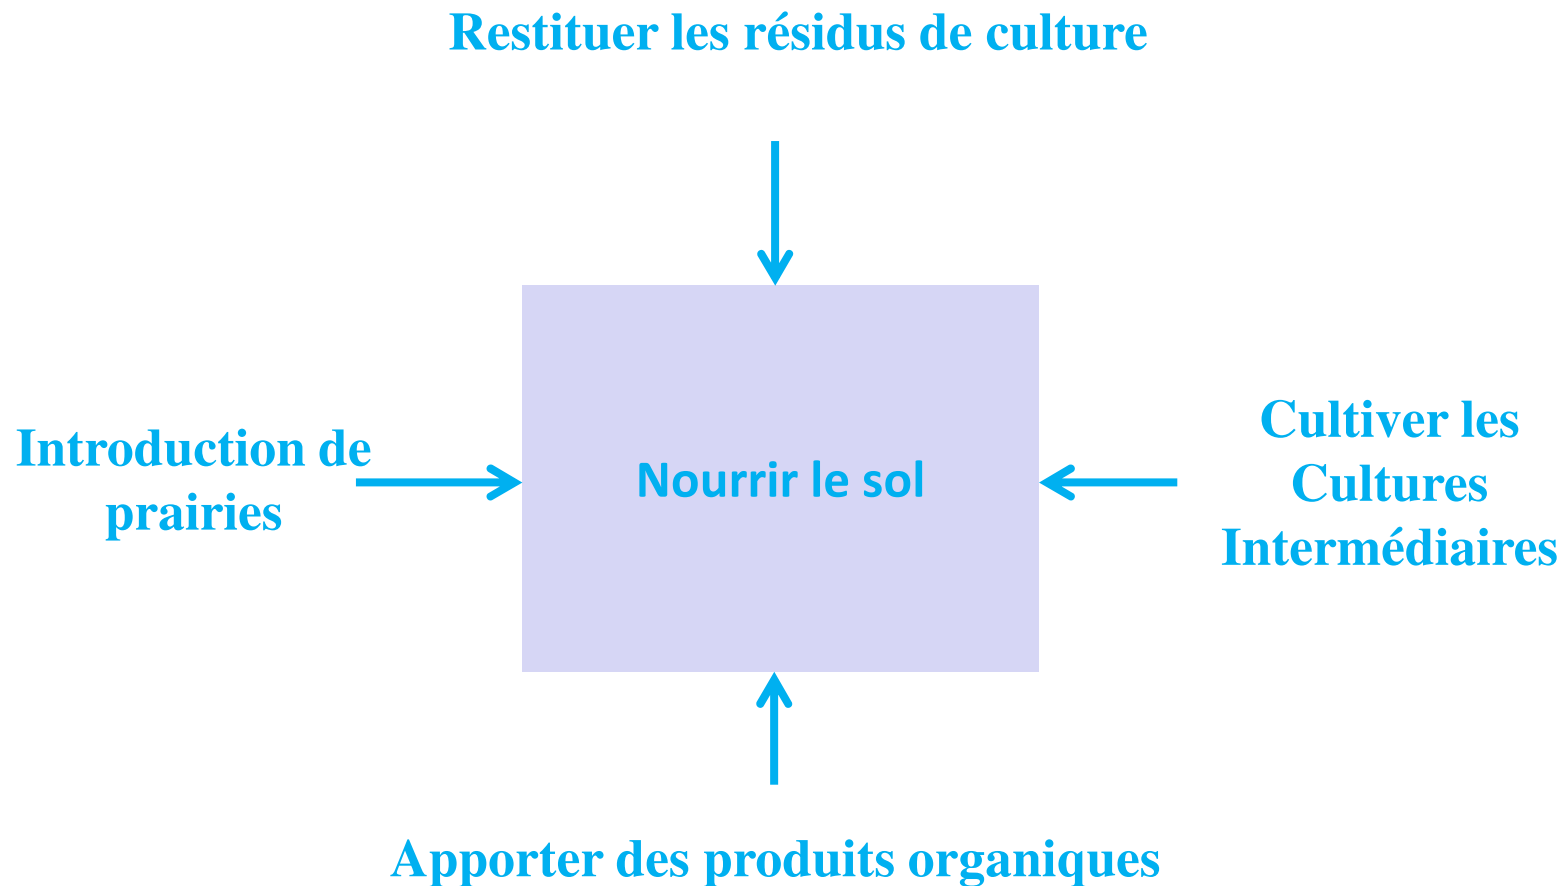 Restituer les résidus de culture
Introduction de
prairies
Nourrir le sol
Cultiver les
Cultures
Intermédiaires
Apporter des produits organiques